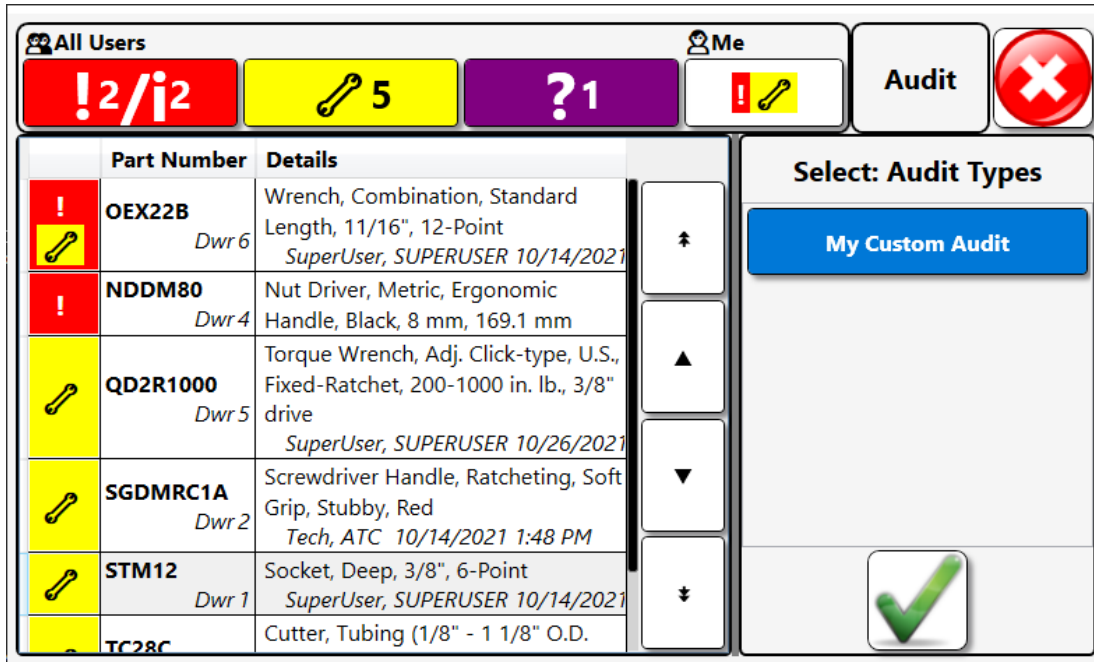 All Users
Me
!2/i2
5
?1
!
Audit
Part Number Details
Select: Audit Types
!
OEX22B
Dwr 6
Wrench, Combination, Standard
Length, 11/16", 12-Point
SuperUser, SUPERUSER 10/14/2021
My Custom Audit
!
NDDM80
Dwr 4
Nut Driver, Metric, Ergonomic
Handle, Black, 8 mm, 169.1 mm
QD2R1000
Dwr 5
Torque Wrench, Adj. Click-type, U.S.,
Fixed-Ratchet, 200-1000 in. lb., 3/8"
drive
SuperUser, SUPERUSER 10/26/2021
SGDMRC1A
Dwr 2
Screwdriver Handle, Ratcheting, Soft
Grip, Stubby, Red
Tech, ATC 10/14/2021 1:48 PM
STM12
Dwr 1
Socket, Deep, 3/8", 6-Point
SuperUser, SUPERUSER 10/14/2021
TC28C
Cutter, Tubing (1/8" - 1 1/8" O.D.